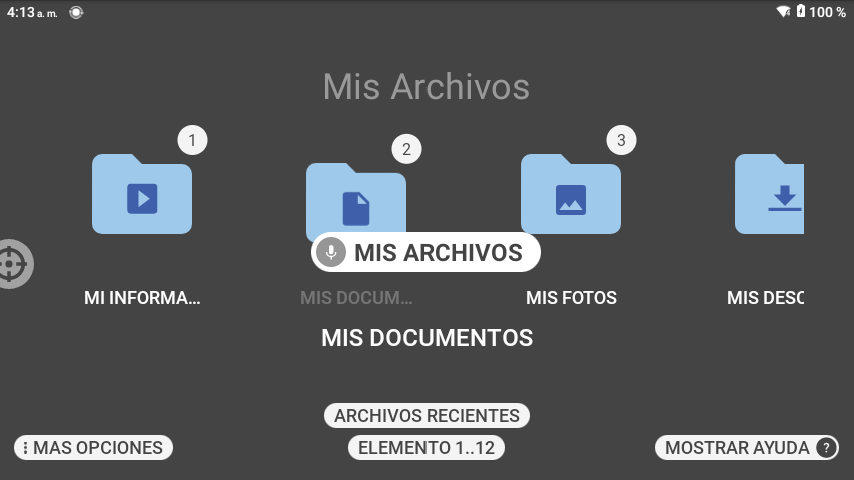 4:13 a. m.
100 %
Mis Archivos
1
2
3
MIS ARCHIVOS
MI INFORMA...
MIS DOCUM...
MIS FOTOS
MIS DESC
MIS DOCUMENTOS
ARCHIVOS RECIENTES
MAS OPCIONES
ELEMENTO 1..12
MOSTRAR AYUDA ?